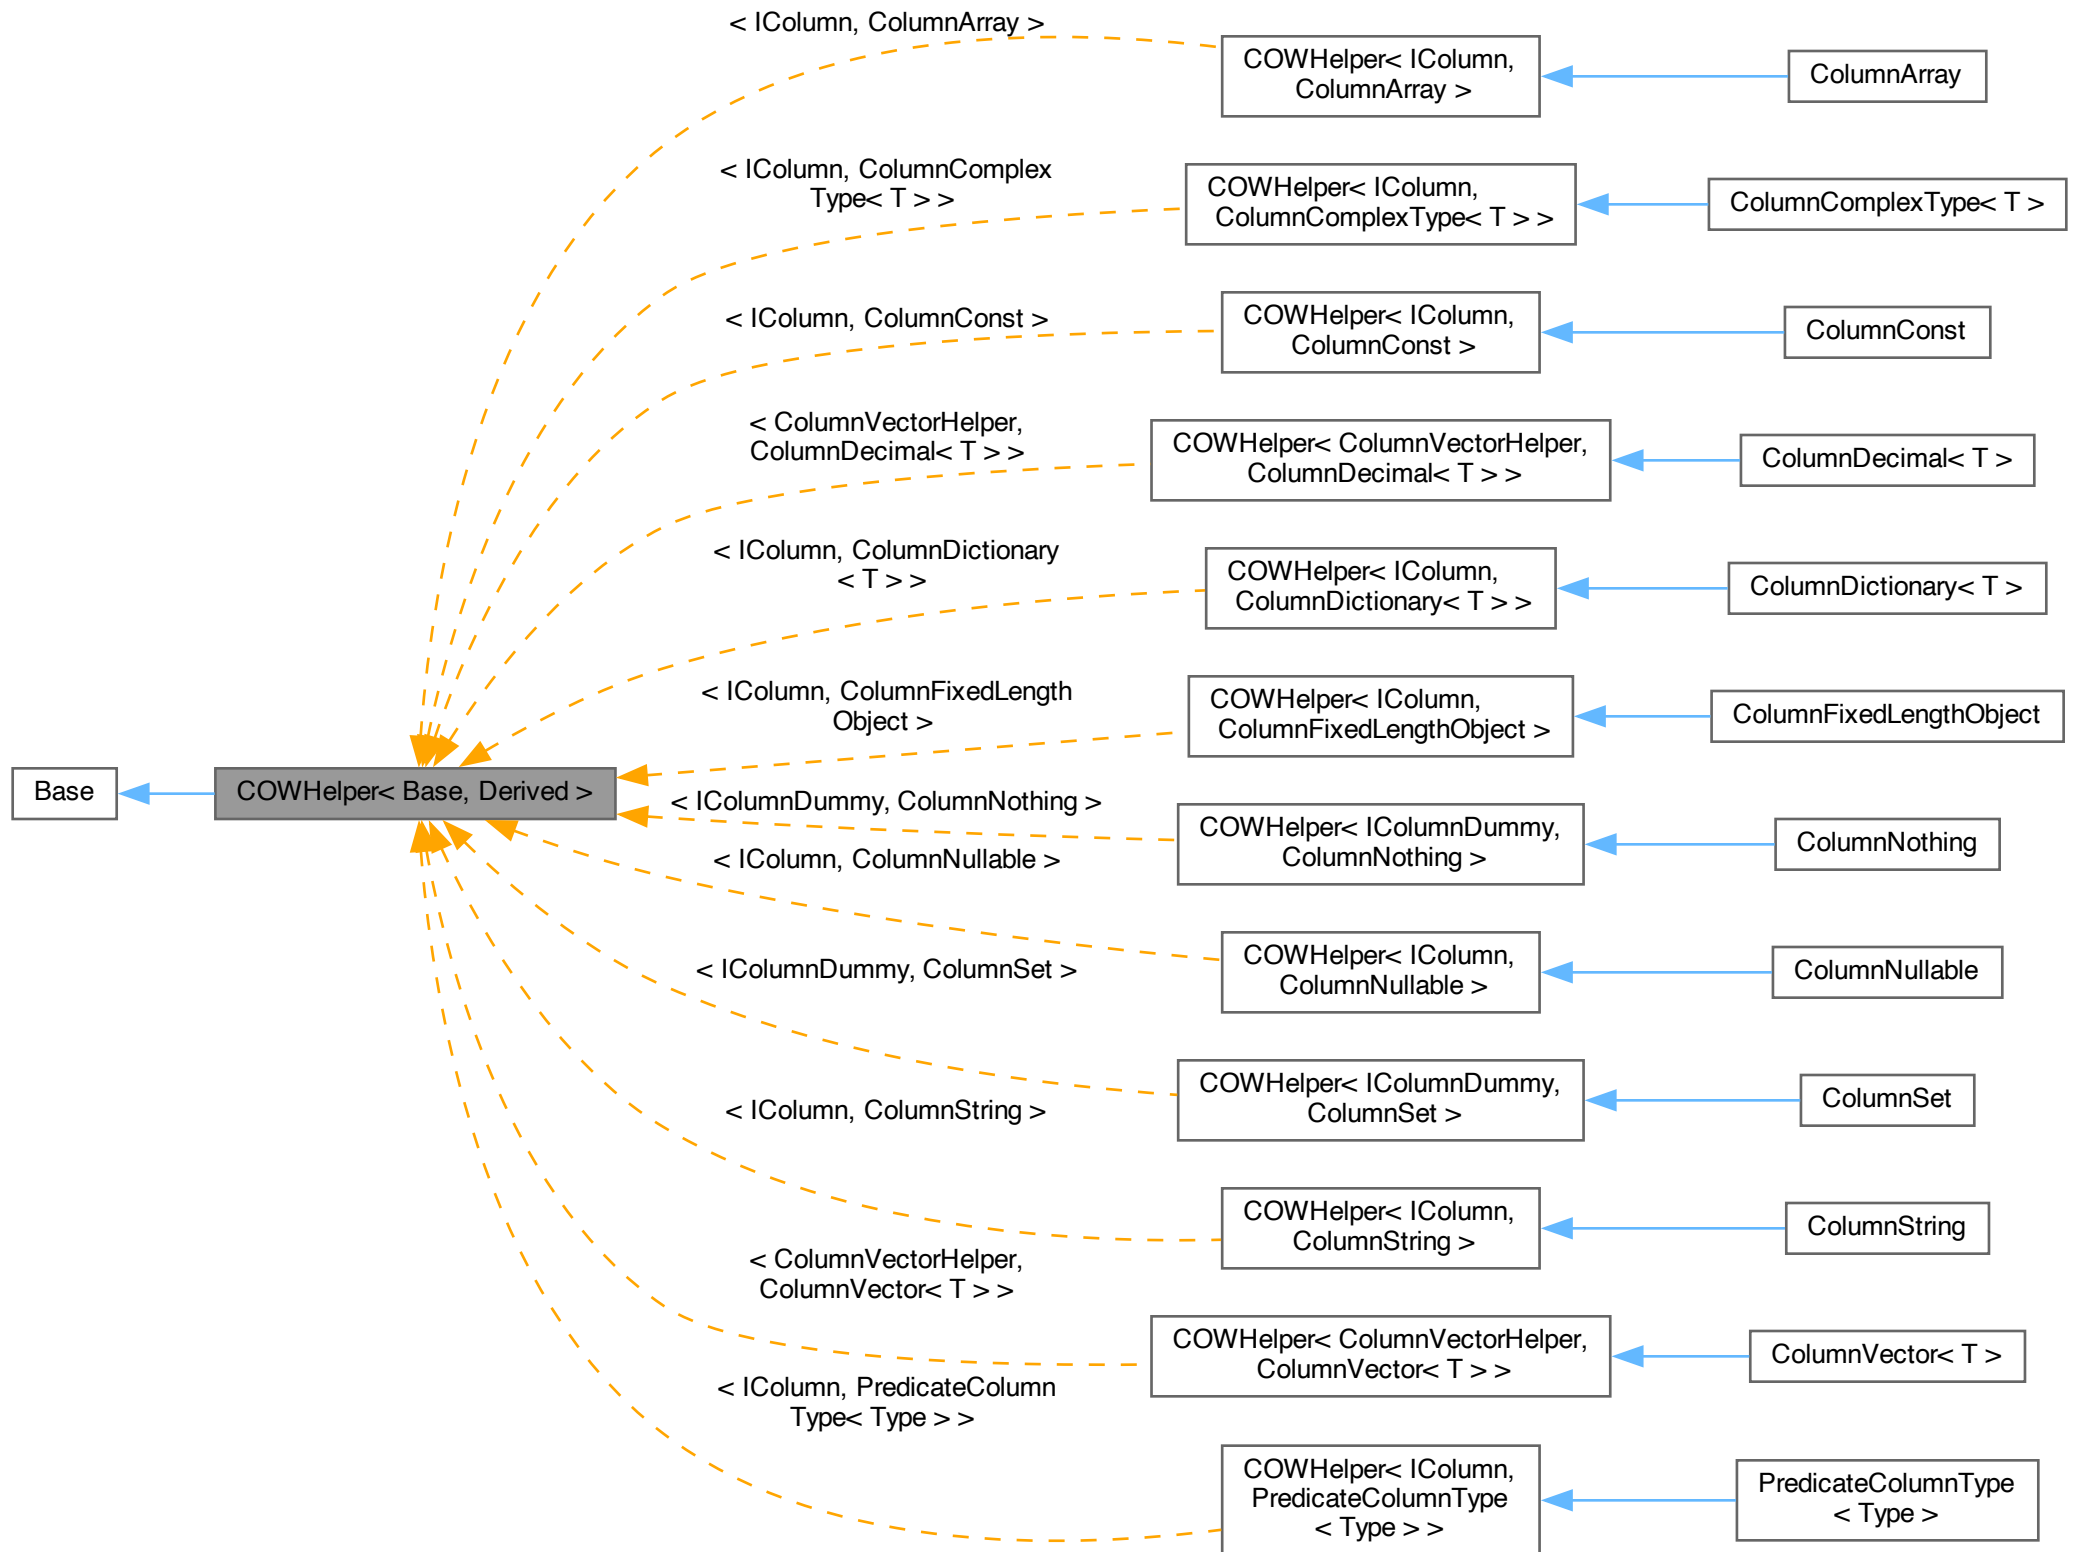 < IColumn, ColumnArray >
COWHelper< IColumn,
ColumnArray >
ColumnArray
< IColumn, ColumnComplex
Type< T > >
COWHelper< IColumn,
ColumnComplexType< T > >
ColumnComplexType< T >
< IColumn, ColumnConst >
COWHelper< IColumn,
ColumnConst >
ColumnConst
< ColumnVectorHelper,
ColumnDecimal< T > >
COWHelper< ColumnVectorHelper,
ColumnDecimal< T > >
ColumnDecimal< T >
< IColumn, ColumnDictionary
< T > >
COWHelper< IColumn,
ColumnDictionary< T > >
ColumnDictionary< T >
< IColumn, ColumnFixedLength
Object >
COWHelper< IColumn,
ColumnFixedLengthObject >
ColumnFixedLengthObject
Base
COWHelper< Base, Derived >
< IColumnDummy, ColumnNothing >
COWHelper< IColumnDummy,
ColumnNothing >
ColumnNothing
< IColumn, ColumnNullable >
COWHelper< IColumn,
ColumnNullable >
ColumnNullable
< IColumnDummy, ColumnSet >
COWHelper< IColumnDummy,
ColumnSet >
ColumnSet
< IColumn, ColumnString >
COWHelper< IColumn,
ColumnString >
ColumnString
< ColumnVectorHelper,
ColumnVector< T > >
COWHelper< ColumnVectorHelper,
ColumnVector< T > >
ColumnVector< T >
< IColumn, PredicateColumn
Type< Type > >
COWHelper< IColumn,
PredicateColumnType
< Type > >
PredicateColumnType
< Type >